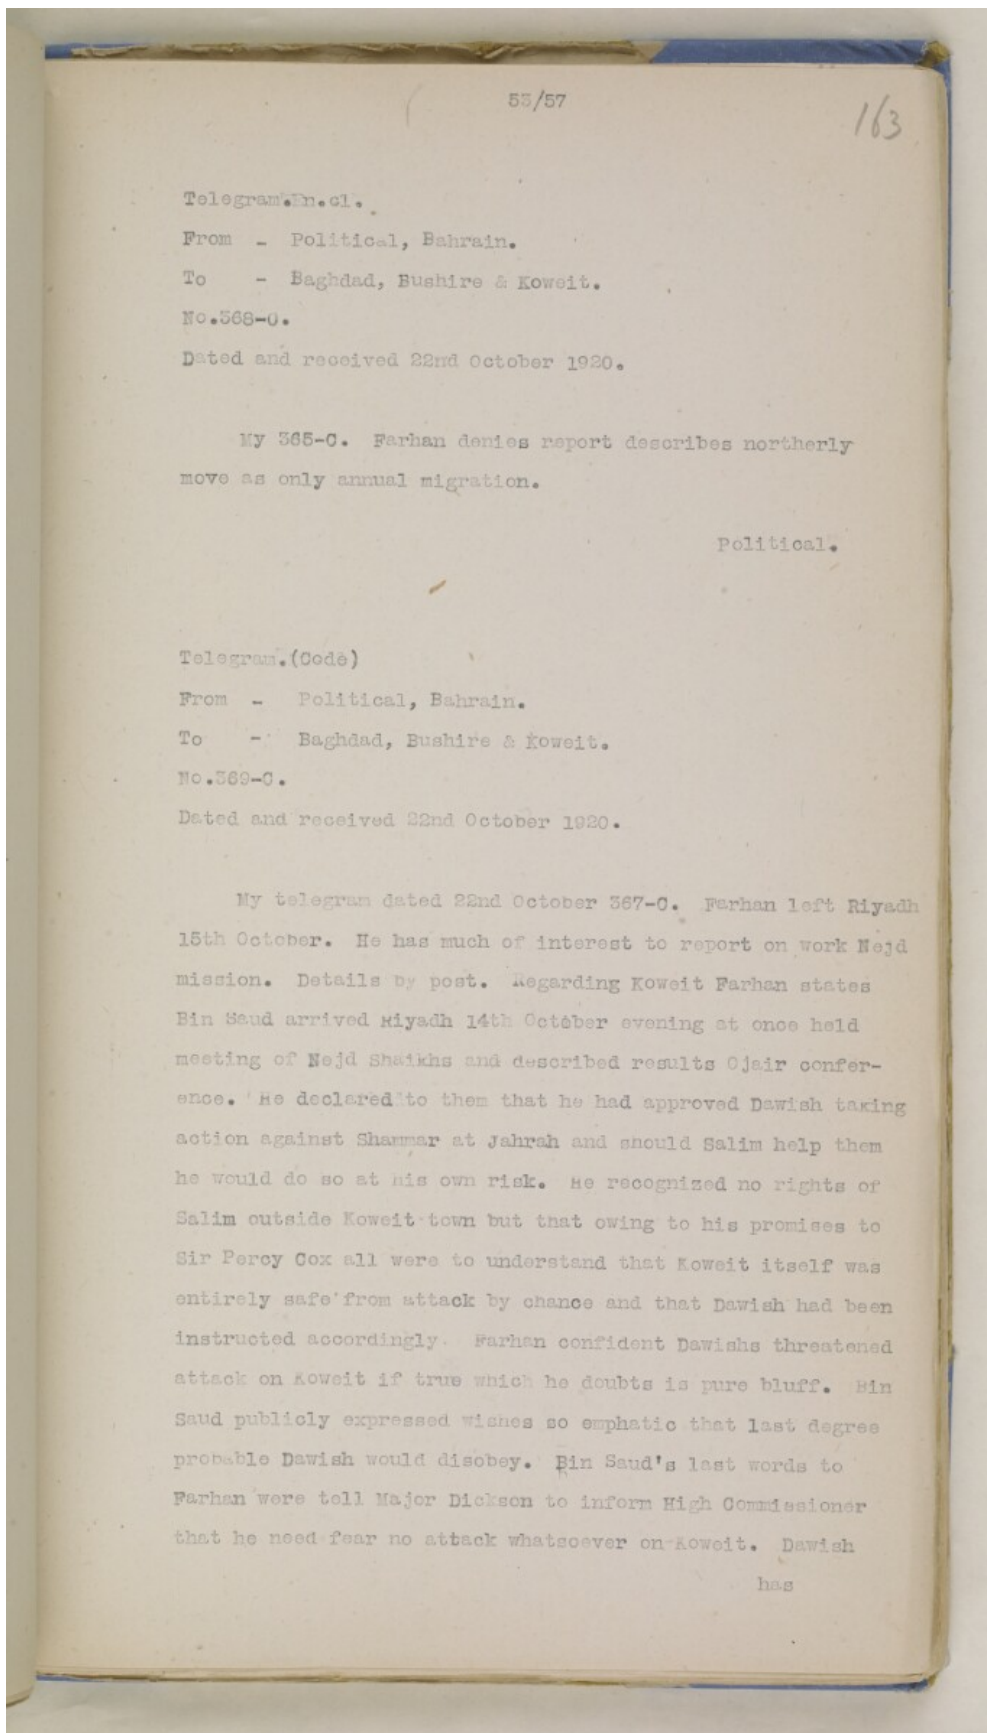 53/57
163
Telegram.En.cl.
From - Political, Bahrain.
To - Baghdad, Bushire & Koweit.
No.368-C.
Dated and received 22nd October 1920.
My 365-C. Farhan denies report describes northerly
move as only annual migration.
Political.
Telegram.(Code)
From - Political, Bahrain.
To - Baghdad, Bushire & Koweit.
No.369-C.
Dated and received 22nd October 1920.
My telegram dated 22nd October 367-C. Farhan left Riyadh
15th October. He has much of interest to report on work Nejd
mission. Details by post. Regarding Koweit Farhan states
Bin Saud arrived Riyadh 14th October evening at once held
meeting of Nejd Shaikhs and described results Ojair confer-
ence. He declared to them that he had approved Dawish taking
action against Shammar at Jahrah and should Salim help them
he would do so at his own risk. He recognized no rights of
Salim outside Koweit town but that owing to his promises to
Sir Percy Cox all were to understand that Koweit itself was
entirely safe from attack by chance and that Dawish had been
instructed accordingly. Farhan confident Dawishs threatened
attack on Koweit if true which he doubts is pure bluff. Bin
Saud publicly expressed wishes so emphatic that last degree
probable Dawish would disobey. Bin Saud's last words to
Farhan were tell Major Dickson to inform High Commissioner
that he need fear no attack whatsoever on Koweit. Dawish
has